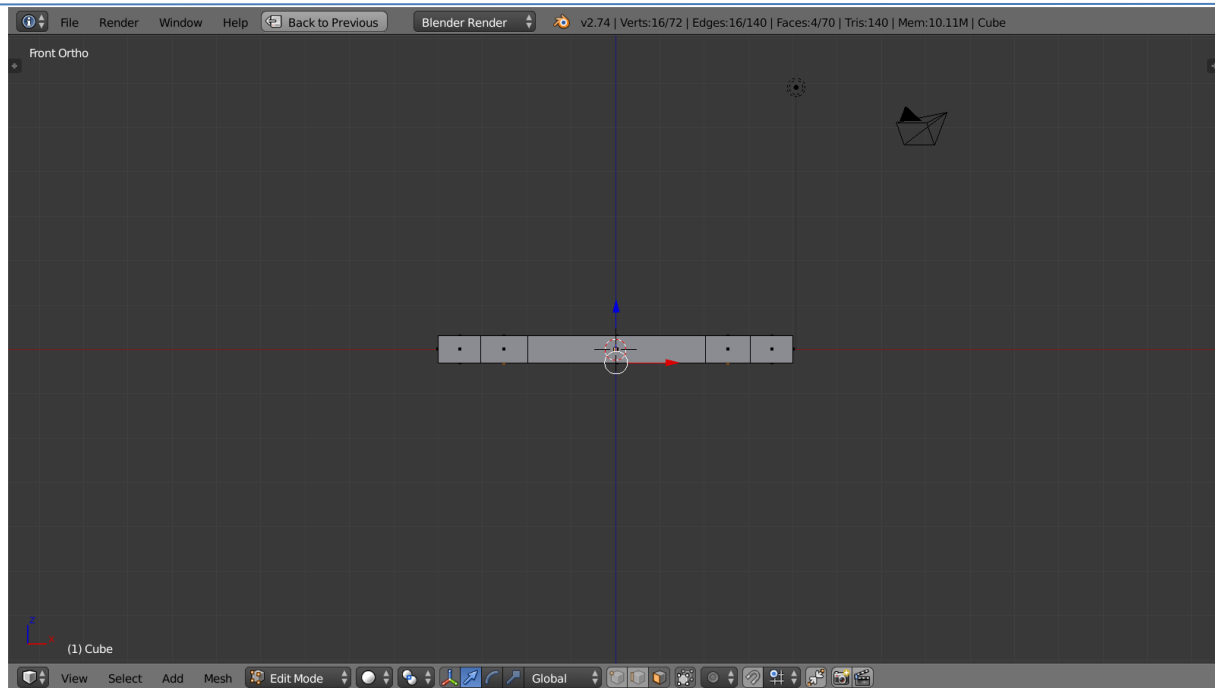 File Render Window Help Back to Previous Blender Render v2.74 | Verts:16/72 | Edges:16/140 | Faces:4/70 | Tris:140 | Mem:10.11M | Cube
Front Ortho
z
x
(1) Cube
View Select Add Mesh Edit Mode Global